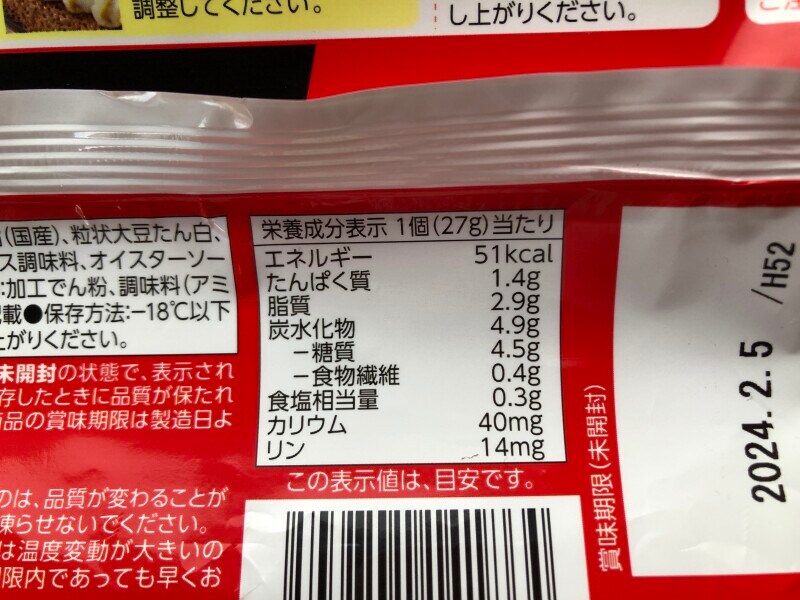 調整してください。
し上がりください。
(国産)、粒状大豆たん白、
ス調味料、オイスターソー
:加工でん粉、調味料(アミ
載●保存方法:−18℃以下
上がりください。
未開封の状態で、表示され
存したときに品質が保たれ
商品の賞味期限は製造日よ
のは、品質が変わることが
凍らせないでください。
は温度変動が大きいの
限内であっても早くお
栄養成分表示 1個(27g)当たり
エネルギー 51kcal
たんぱく質 1.4g
脂質 2.9g
炭水化物 4.9g
−糖質 4.5g
−食物繊維 0.4g
食塩相当量 0.3g
カリウム 40mg
リン 14mg
この表示値は、目安です。
賞味期限(未開封)
2024. 2. 5 /H52